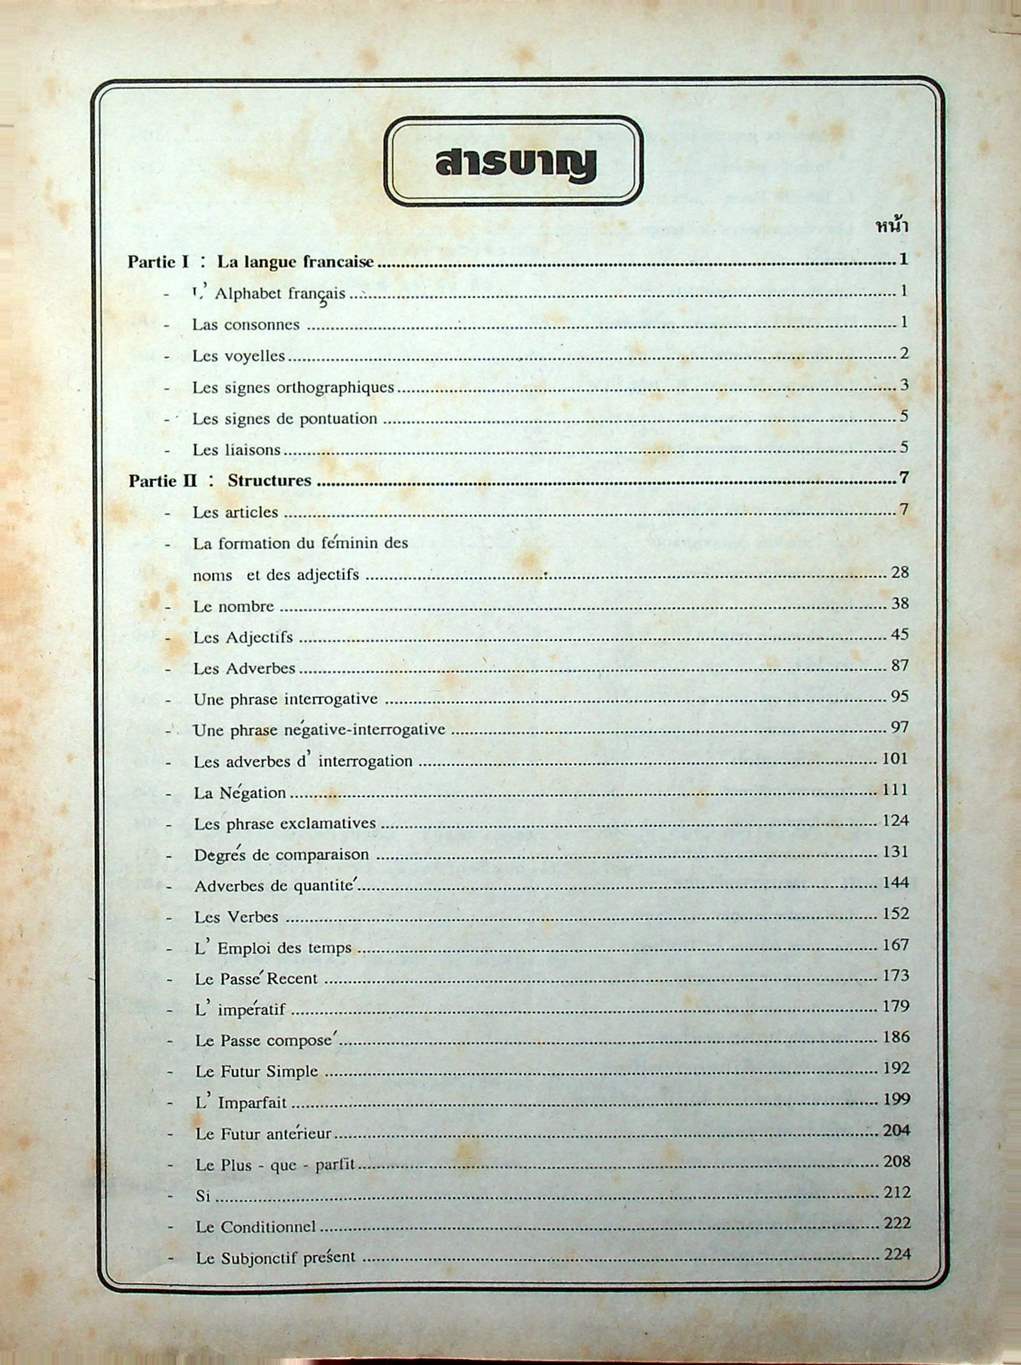 สารบาญ
หน้า
Partie I : La langue francaise 1
- L' Alphabet français 1
- Las consonnes 1
- Les voyelles 2
- Les signes orthographiques 3
- Les signes de pontuation 5
- Les liaisons 5
Partie II : Structures 7
- Les articles 7
- La formation du féminin des
noms et des adjectifs 28
- Le nombre 38
- Les Adjectifs 45
- Les Adverbes 87
- Une phrase interrogative 95
- Une phrase négative-interrogative 97
- Les adverbes d' interrogation 101
- La Négation 111
- Les phrase exclamatives 124
- Degrés de comparaison 131
- Adverbes de quantité 144
- Les Verbes 152
- L' Emploi des temps 167
- Le Passé Recent 173
- L' impératif 179
- Le Passe composé 186
- Le Futur Simple 192
- L' Imparfait 199
- Le Futur antérieur 204
- Le Plus - que - parfit 208
- Si 212
- Le Conditionnel 222
- Le Subjonctif présent 224